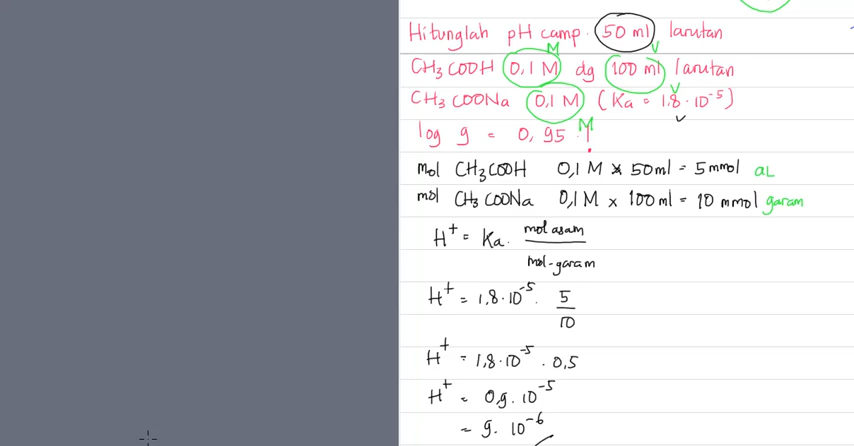 Hitunglah pH camp. 50 ml larutan
M V
CH3COOH 0,1 M dg 100 ml larutan
CH3COONa 0,1 M (Ka = 1,8 · 10^-5)
log 9 = 0,95 M
mol CH3COOH 0,1 M × 50 ml = 5 mmol aL
mol CH3COONa 0,1 M × 100 ml = 10 mmol garam
H+ = Ka. mol asam / mol-garam
H+ = 1,8 · 10^-5 · 5/10
H+ = 1,8 · 10^-5 · 0,5
H+ = 0,9 · 10^-5
= 9 · 10^-6